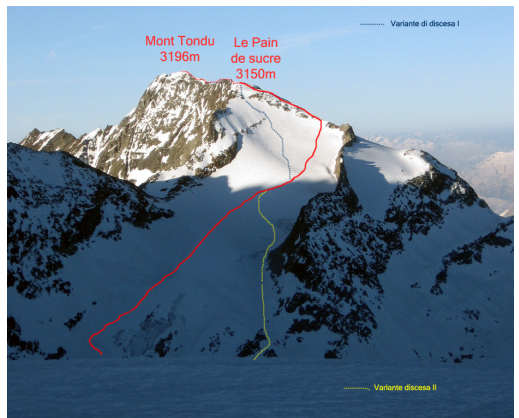 Variante di discesa I
Mont Tondu
3196m
Le Pain
de sucre
3150m
Variante discesa II